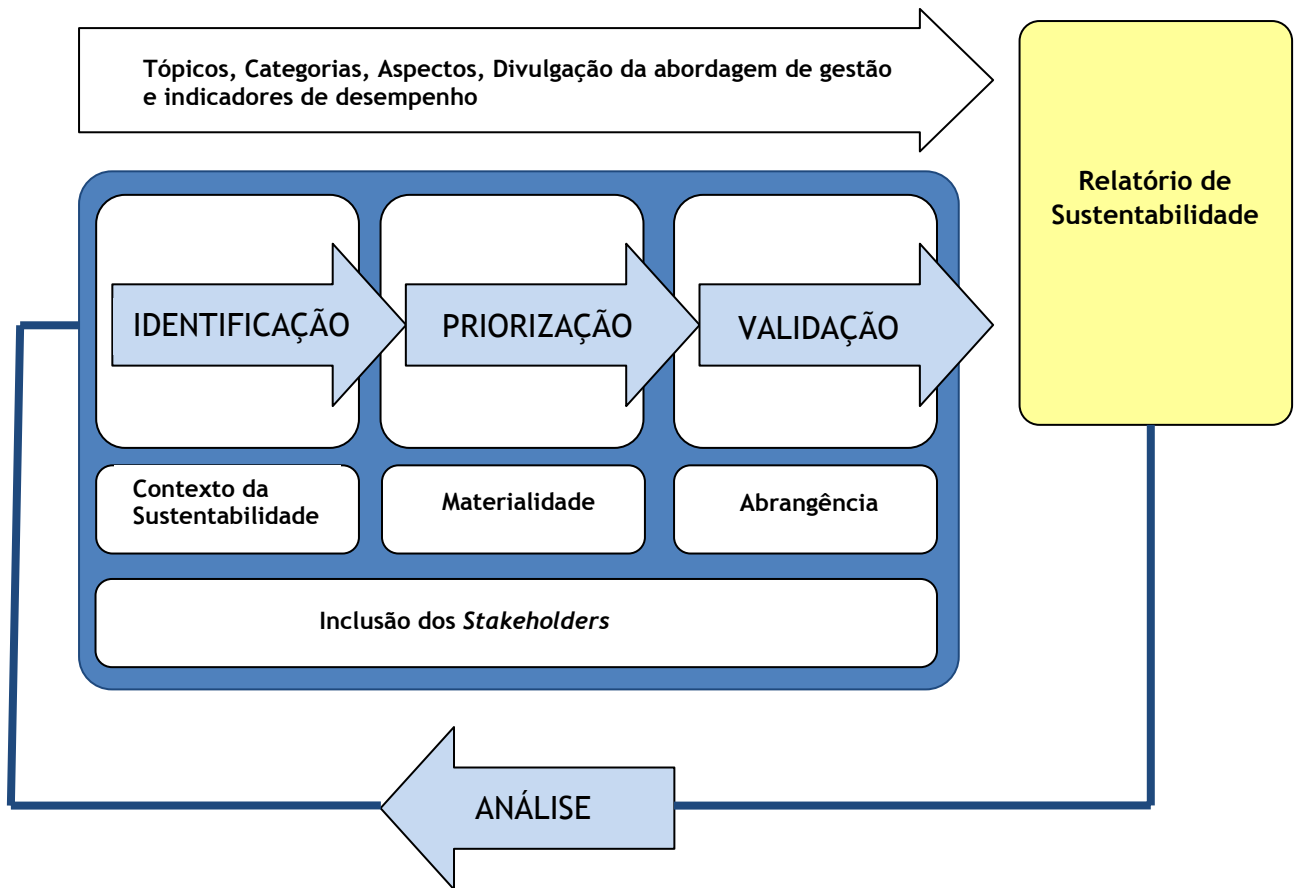 Tópicos, Categorias, Aspectos, Divulgação da abordagem de gestão
e indicadores de desempenho
Relatório de
Sustentabilidade
IDENTIFICAÇÃO
PRIORIZAÇÃO
VALIDAÇÃO
Contexto da
Sustentabilidade
Materialidade
Abrangência
Inclusão dos Stakeholders
ANÁLISE